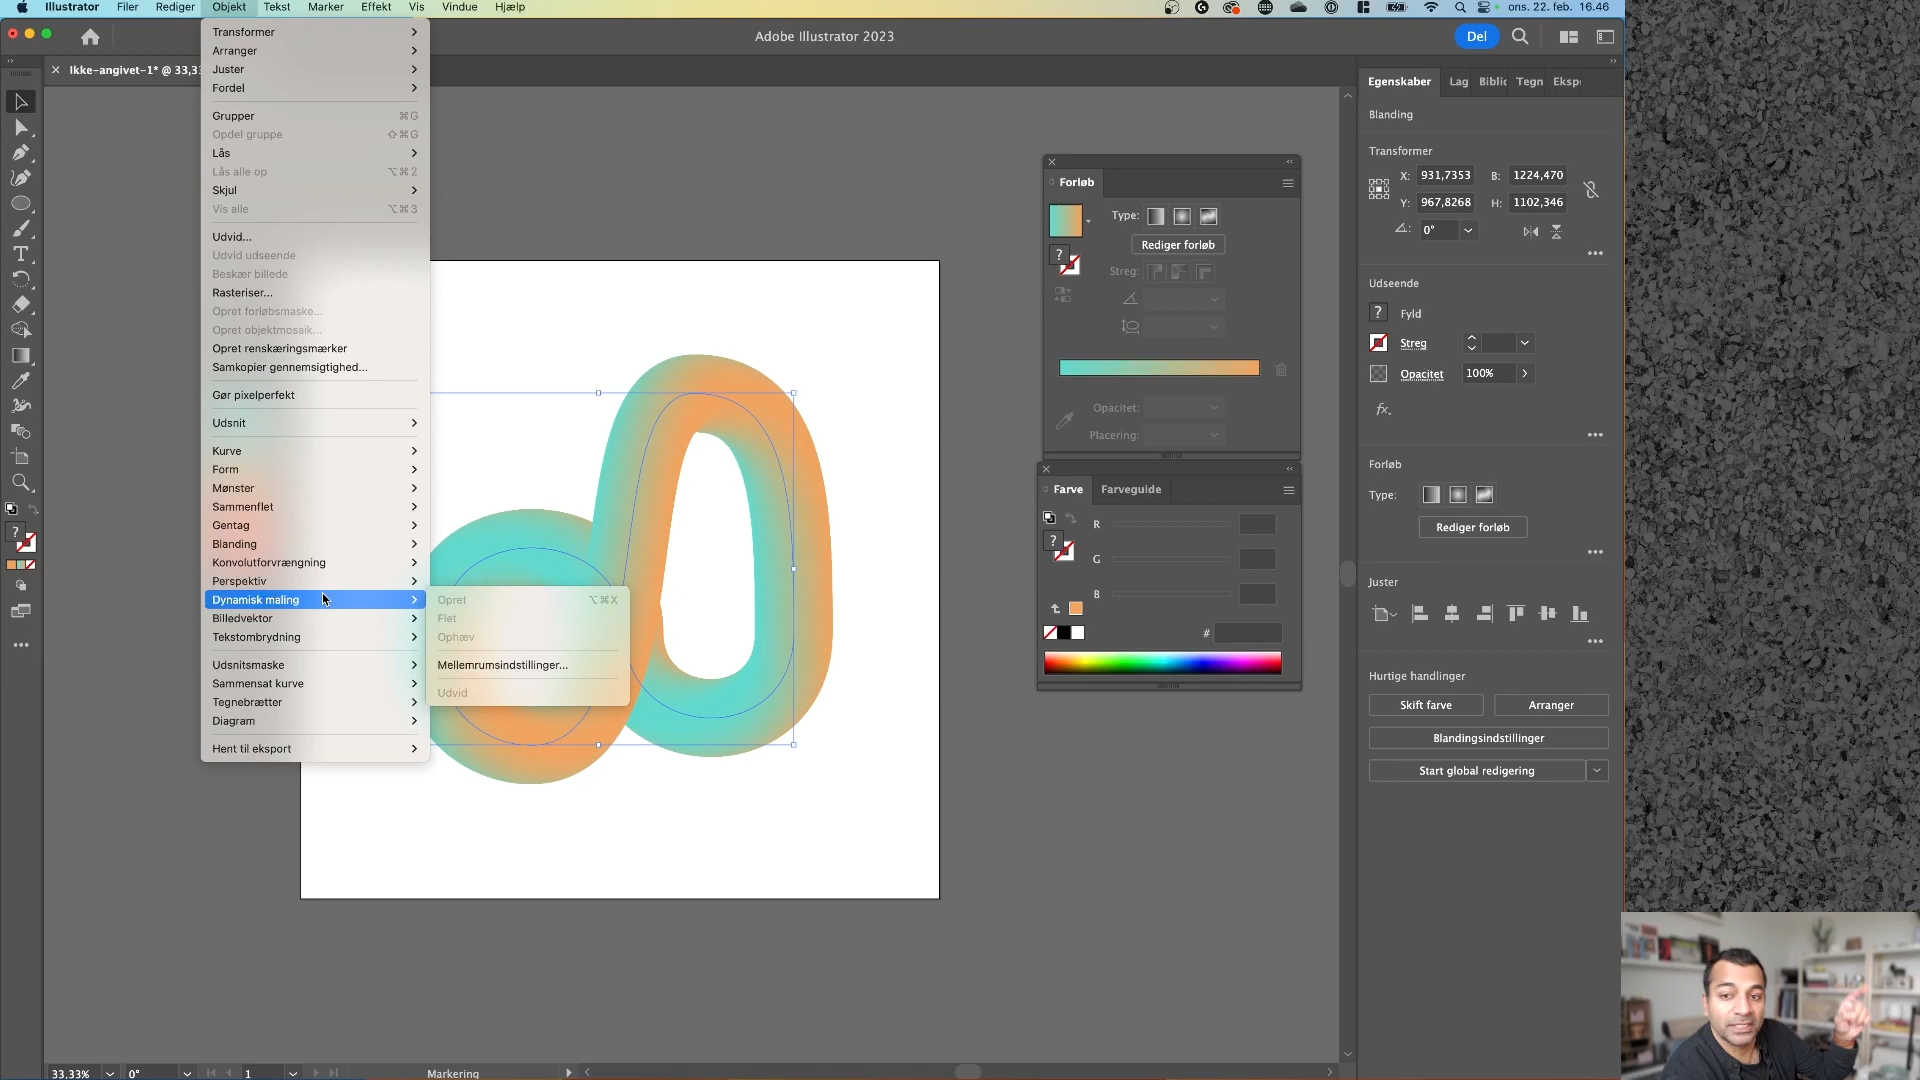 Illustrator Filer Rediger Objekt Tekst Marker Effekt Vis Vindue Hjælp
ons. 22. feb. 16.46
Adobe Illustrator 2023
Del
Ikke-angivet-1* @ 33,3
Transformer
Arranger
Juster
Fordel
Grupper ⌘G
Opdel gruppe ⇧⌘G
Lås
Lås alle op ⌥⌘2
Skjul
Vis alle ⌥⌘3
Udvid...
Udvid udseende
Beskær billede
Rasteriser...
Opret forløbsmaske...
Opret objektmosaik...
Opret renskæringsmærker
Samkopier gennemsigtighed...
Gør pixelperfekt
Udsnit
Kurve
Form
Mønster
Sammenflet
Gentag
Blanding
Konvolutforvrængning
Perspektiv
Dynamisk maling
Billedvektor
Tekstombrydning
Udsnitsmaske
Sammensat kurve
Tegnebrætter
Diagram
Hent til eksport
Opret ⌥⌘X
Flet
Ophæv
Mellemrumsindstillinger...
Udvid
Forløb
Type:
Rediger forløb
Streg:
Opacitet:
Placering:
Farve Farveguide
R
G
B
#
Egenskaber Lag Biblic Tegn Eksp
Blanding
Transformer
X: 931,7353 B: 1224,470
Y: 967,8268 H: 1102,346
0°
Udseende
Fyld
Streg
Opacitet 100%
fx.
Forløb
Type:
Rediger forløb
Juster
Hurtige handlinger
Skift farve Arranger
Blandingsindstillinger
Start global redigering
33,33% 0° 1 Markering